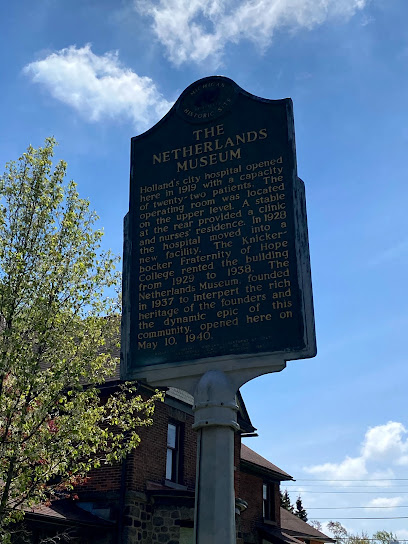 HISTORIC SITE
THE
NETHERLANDS
MUSEUM
Holland's city hospital opened
here in 1919 with a capacity
of twenty-two patients. The
operating room was located
on the upper level. A stable
at the rear provided a clinic
and nurses' residence. In 1928
the hospital moved into a
new facility. The Knicker-
bocker Fraternity of Hope
College rented the building
from 1929 to 1938. The
Netherlands Museum, founded
in 1937 to interpert the rich
heritage of the founders and
the dynamic epic of this
community, opened here on
May 10, 1940.